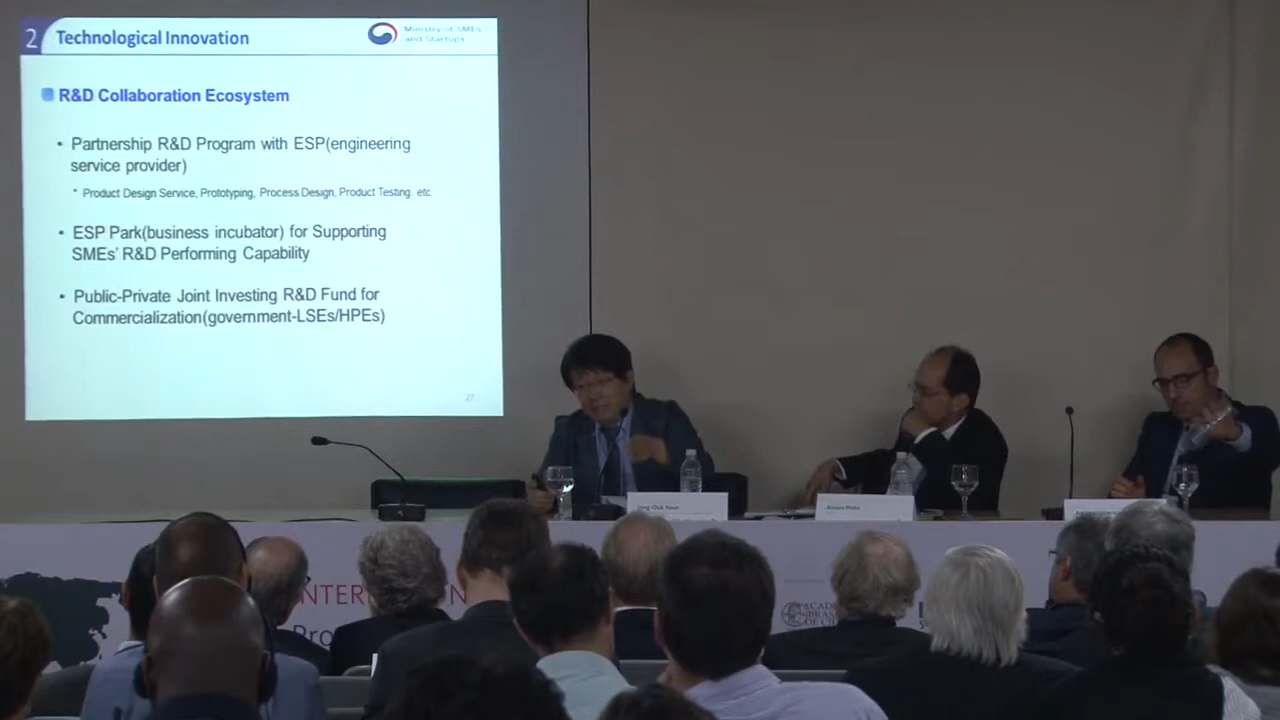 2 Technological Innovation
Ministry of SMEs
and Startups
R&D Collaboration Ecosystem
• Partnership R&D Program with ESP(engineering
service provider)
* Product Design Service, Prototyping, Process Design, Product Testing, etc
• ESP Park(business incubator) for Supporting
SMEs' R&D Performing Capability
• Public-Private Joint Investing R&D Fund for
Commercialization(government-LSEs/HPEs)
27